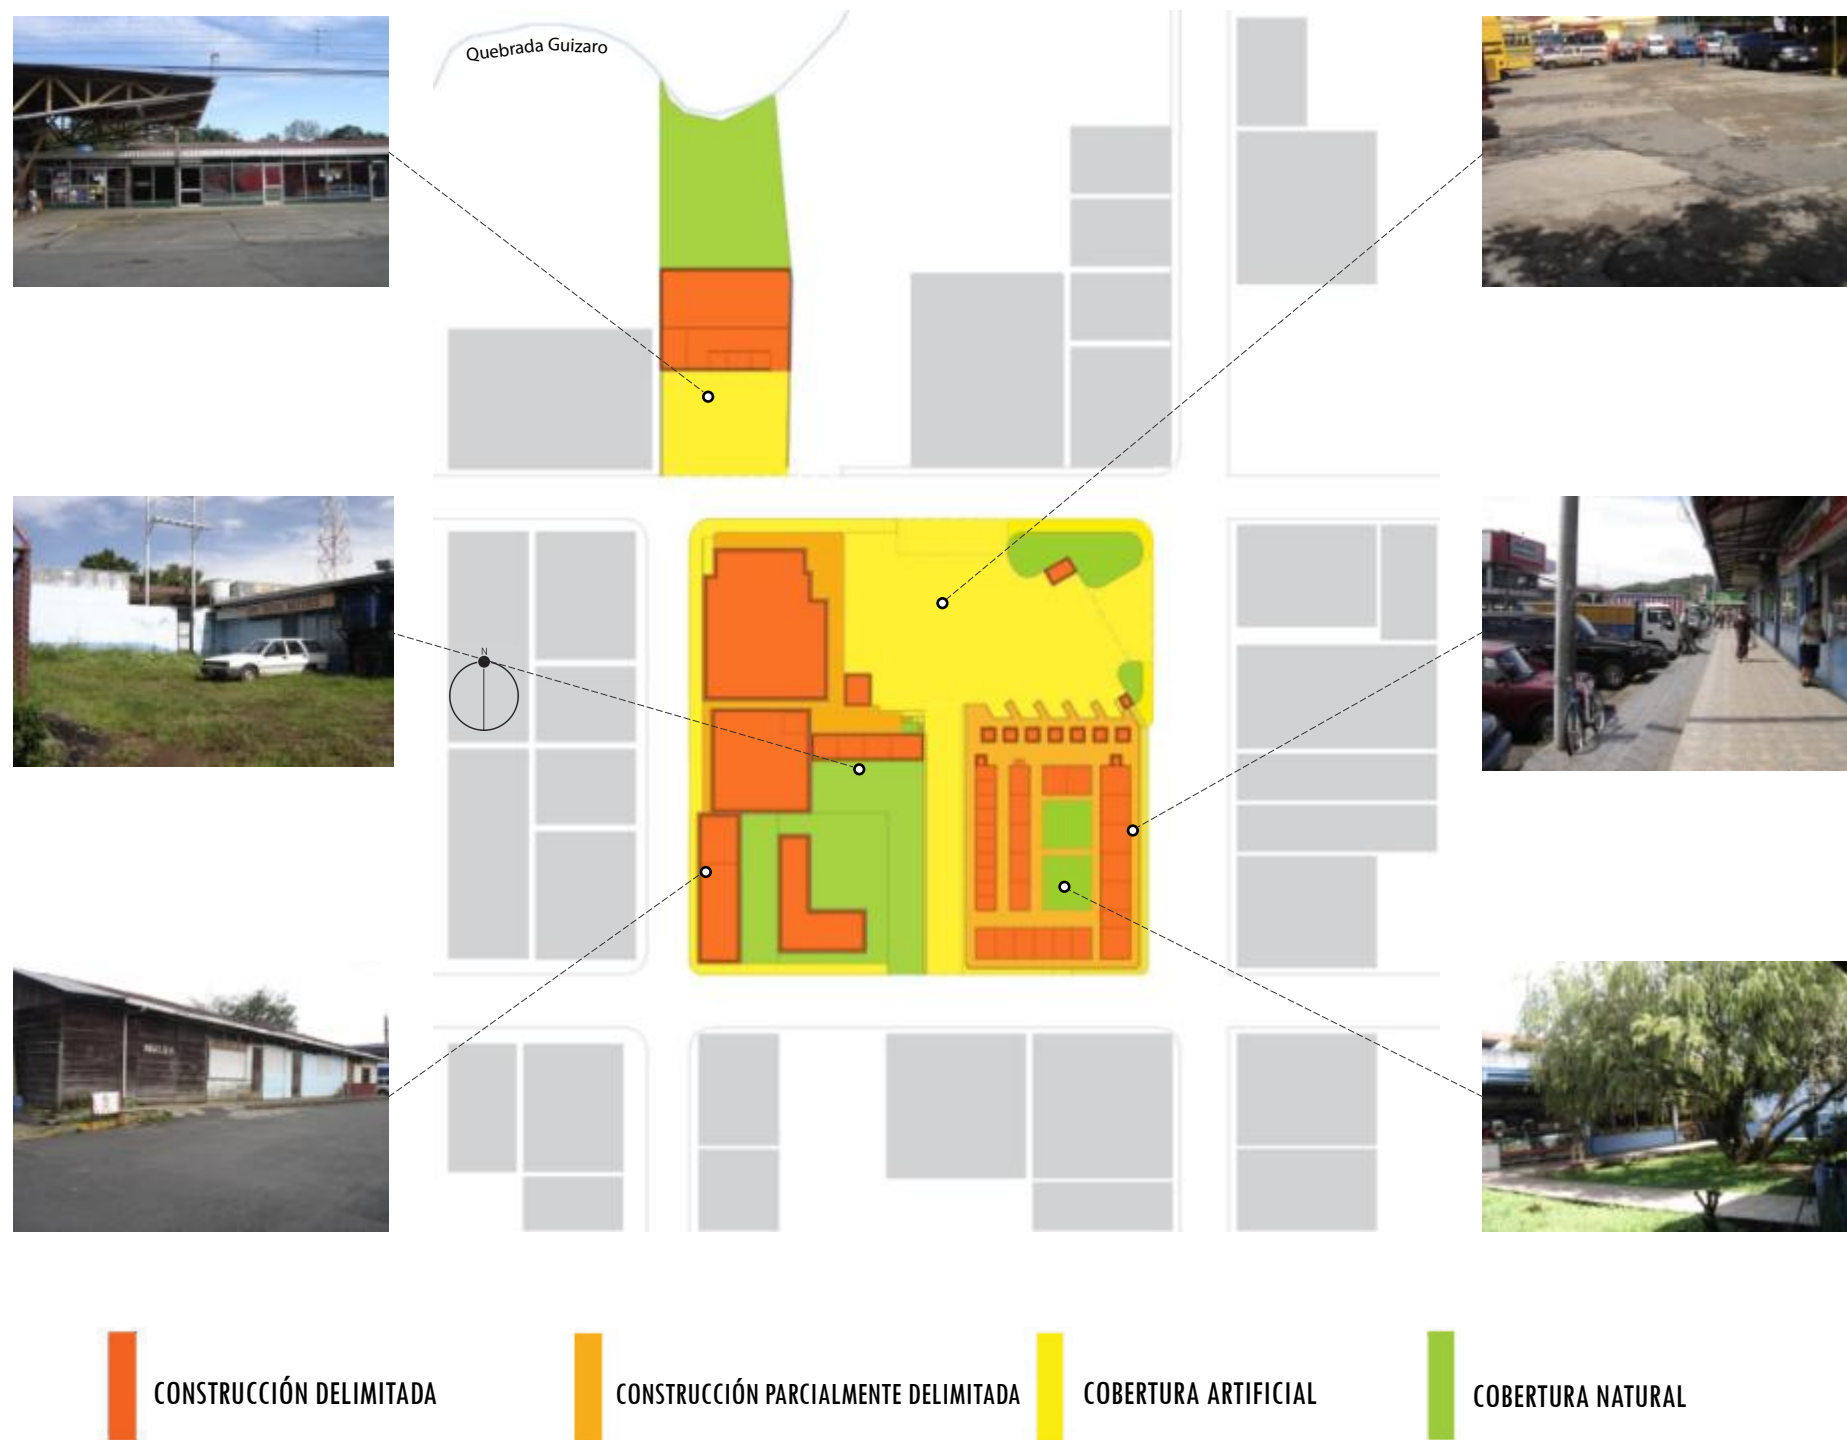 Quebrada Guizaro
N
CONSTRUCCIÓN DELIMITADA
CONSTRUCCIÓN PARCIALMENTE DELIMITADA
COBERTURA ARTIFICIAL
COBERTURA NATURAL